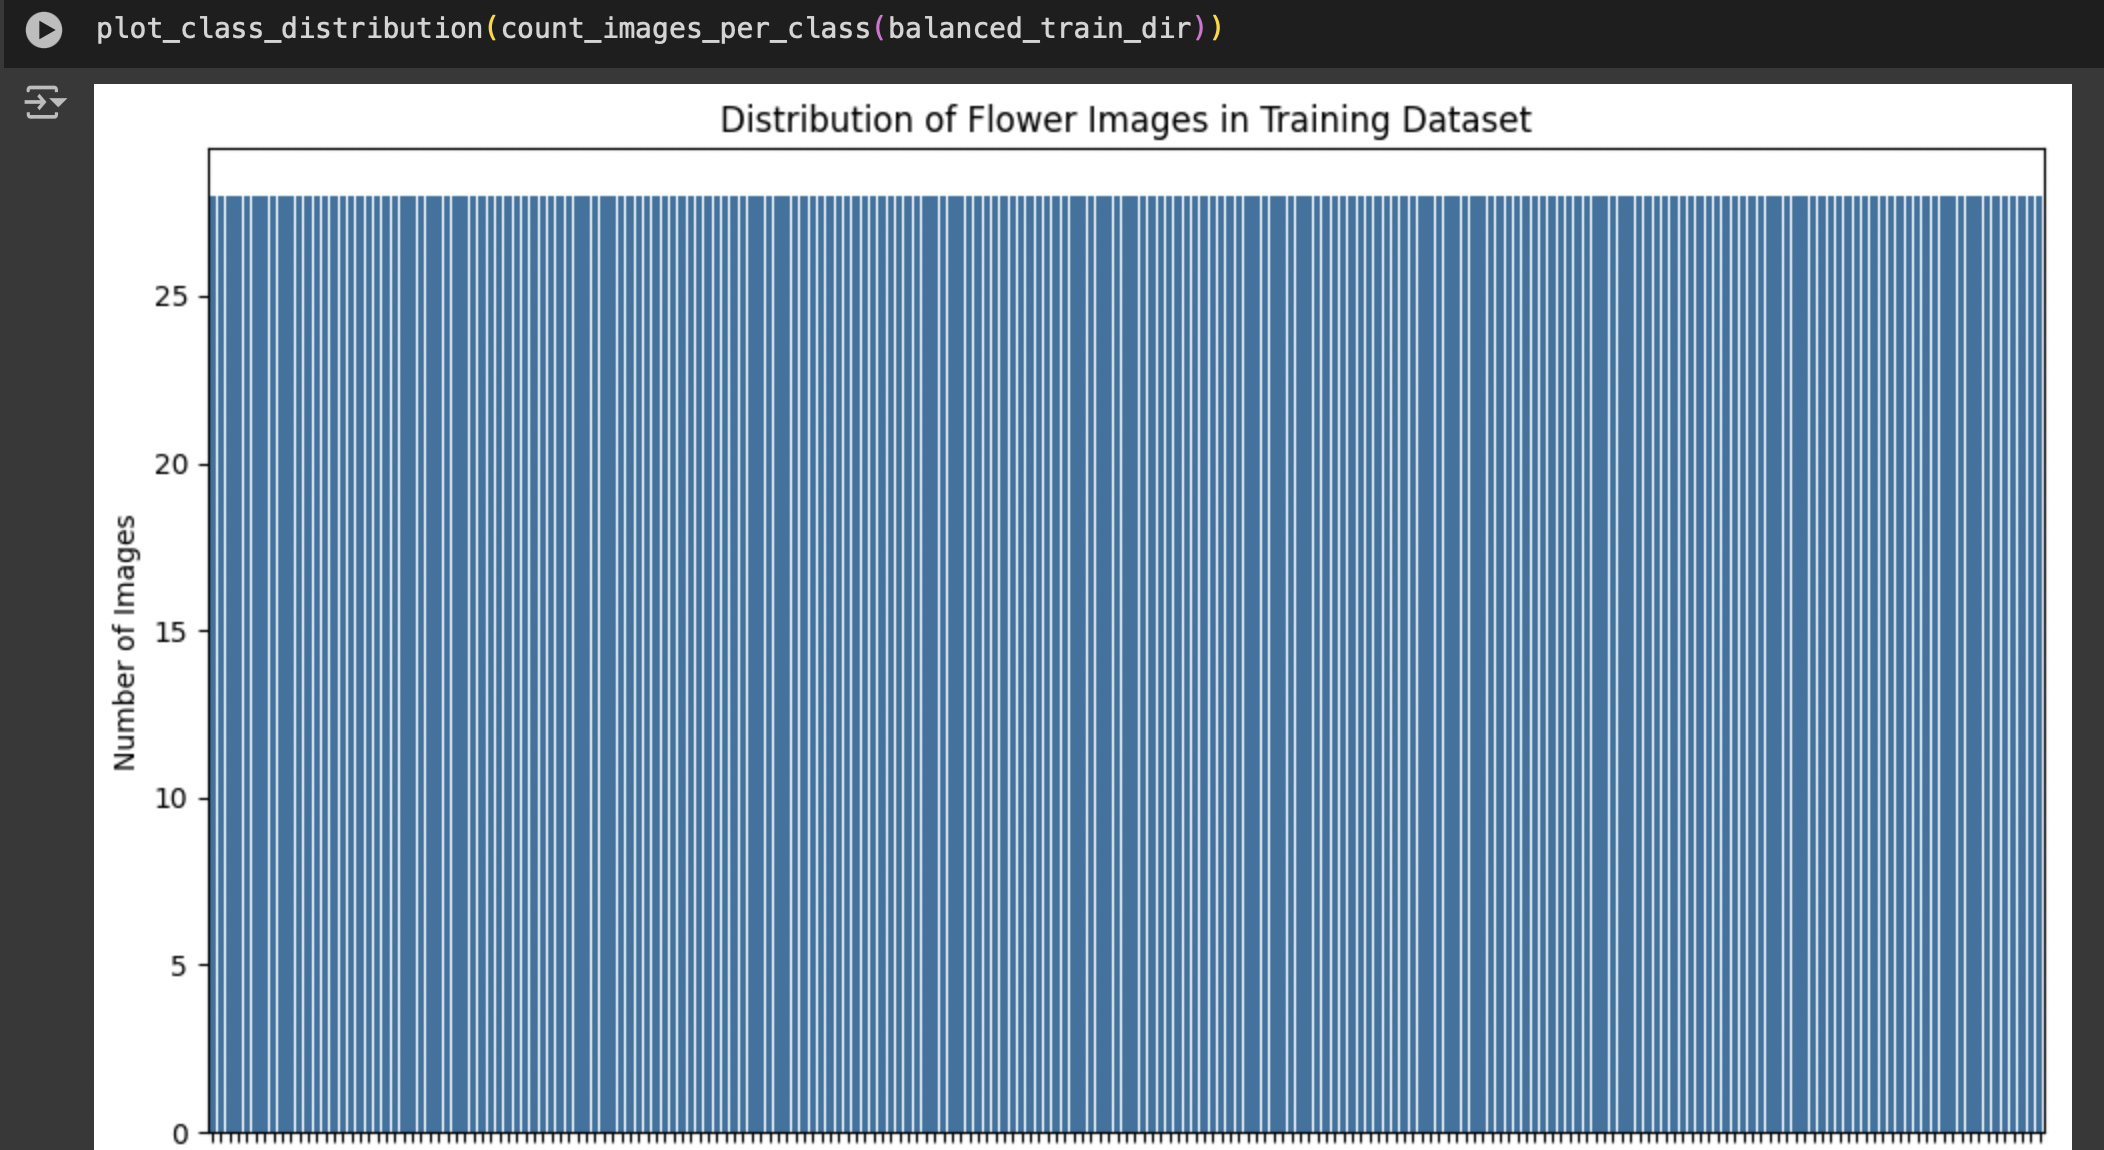 plot_class_distribution(count_images_per_class(balanced_train_dir))
Distribution of Flower Images in Training Dataset
25
20
15
10
5
0
Number of Images